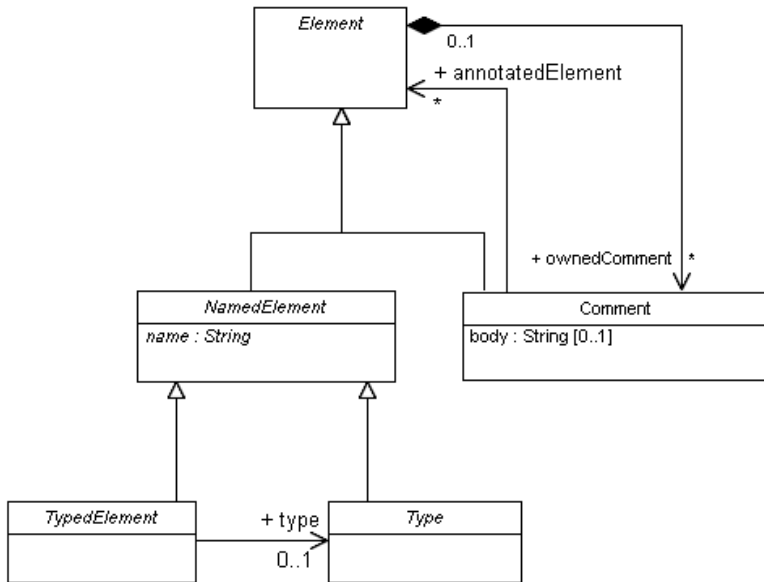 Element
0..1
+ annotatedElement
*
+ ownedComment *
NamedElement
name : String
Comment
body : String [0..1]
TypedElement
+ type
0..1
Type